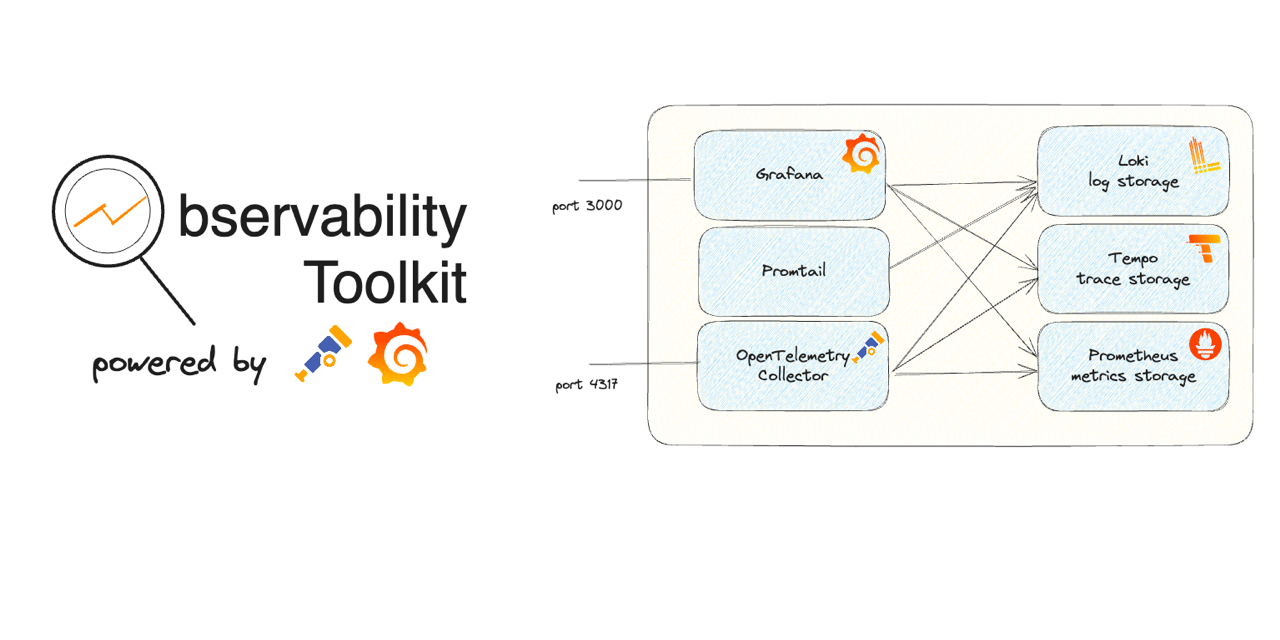 bservability
Toolkit
powered by
port 3000
port 4317
Grafana
Promtail
OpenTelemetry
Collector
Loki
log storage
Tempo
trace storage
Prometheus
metrics storage